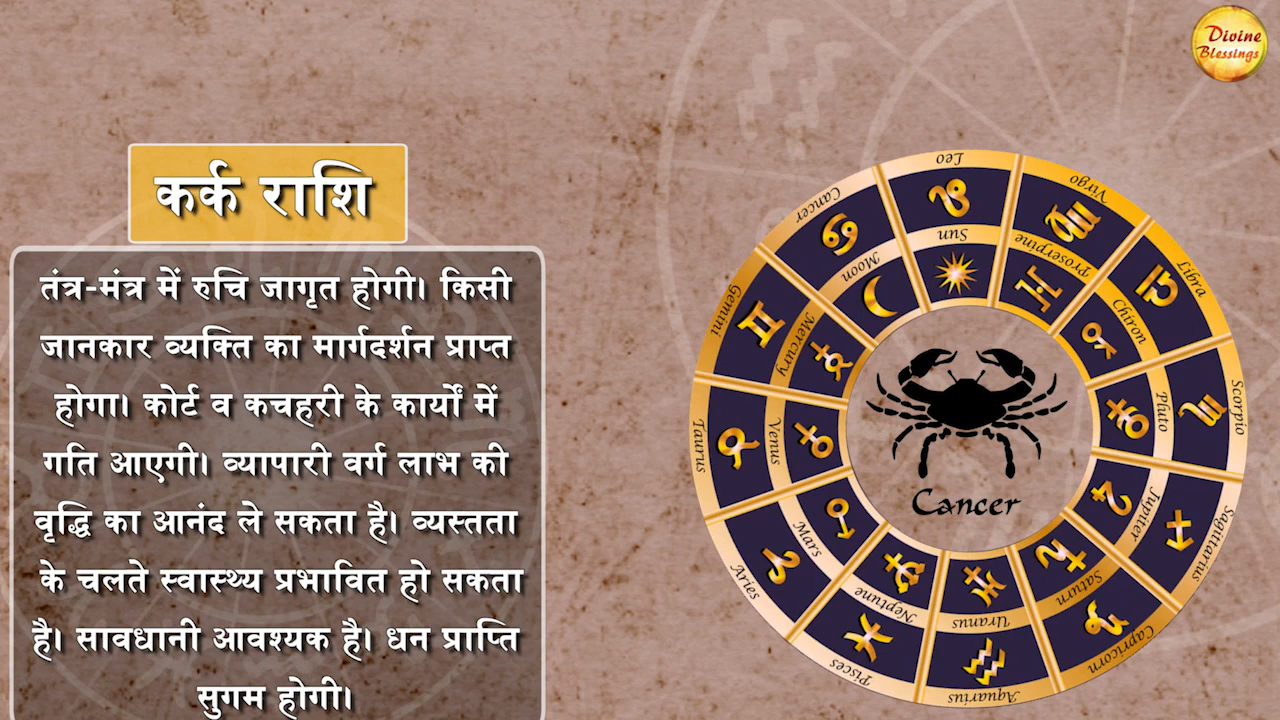 Divine
Blessings
कर्क राशि
तंत्र-मंत्र में रुचि जागृत होगी। किसी
जानकार व्यक्ति का मार्गदर्शन प्राप्त
होगा। कोर्ट व कचहरी के कार्यों में
गति आएगी। व्यापारी वर्ग लाभ की
वृद्धि का आनंद ले सकता है। व्यस्तता
के चलते स्वास्थ्य प्रभावित हो सकता
है। सावधानी आवश्यक है। धन प्राप्ति
सुगम होगी।
Leo
Virgo
Libra
Scorpio
Sagittarius
Capricorn
Aquarius
Pisces
Aries
Taurus
Gemini
Cancer
Sun
Proserpine
Chiron
Pluto
Jupiter
Saturn
Uranus
Neptune
Mars
Venus
Mercury
Moon
Cancer